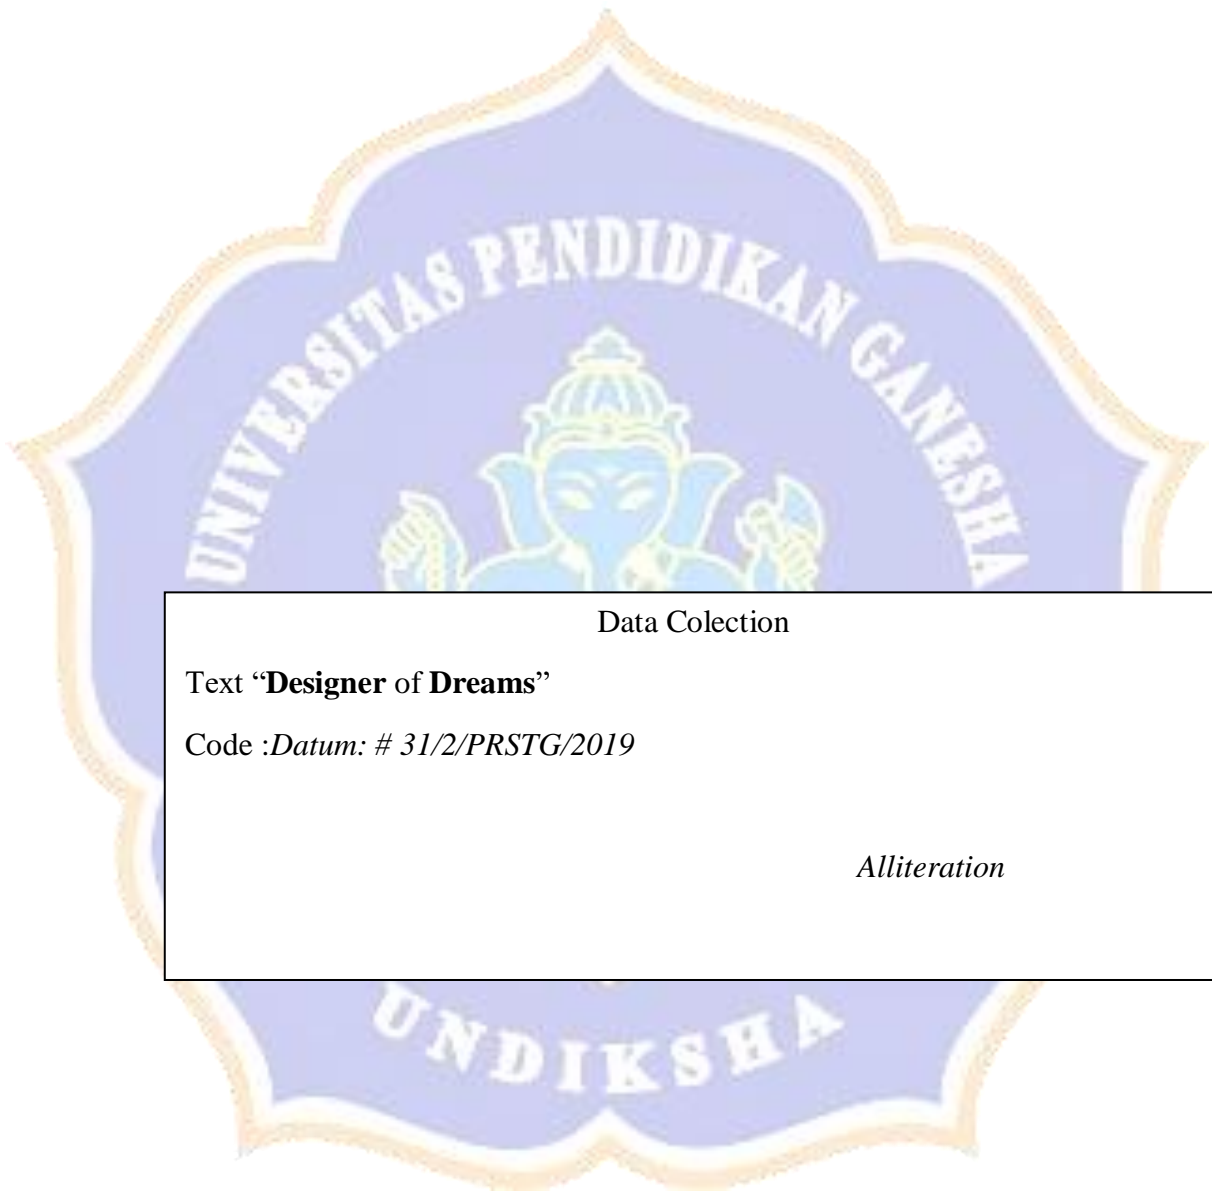 UNIVERSITAS PENDIDIKAN GANESHA
Data Colection
Text “Designer of Dreams”
Code :Datum: # 31/2/PRSTG/2019
Alliteration
UNDIKSHA